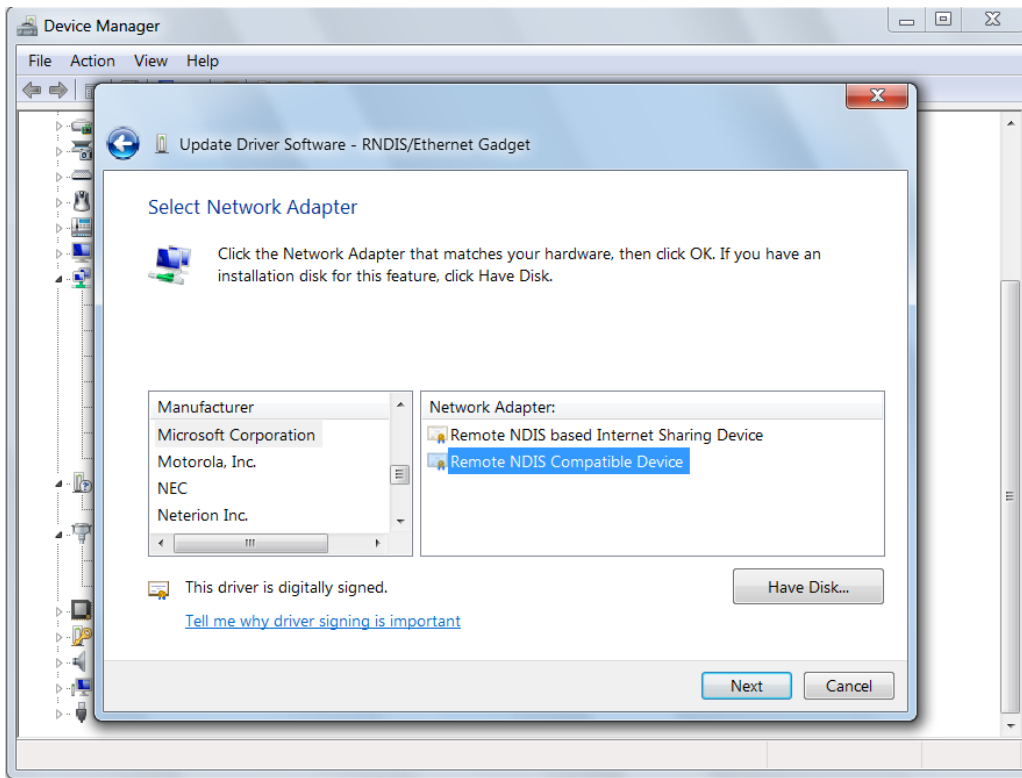 Device Manager
File Action View Help
Update Driver Software - RNDIS/Ethernet Gadget
Select Network Adapter
Click the Network Adapter that matches your hardware, then click OK. If you have an
installation disk for this feature, click Have Disk.
Manufacturer
Microsoft Corporation
Motorola, Inc.
NEC
Neterion Inc.
Network Adapter:
Remote NDIS based Internet Sharing Device
Remote NDIS Compatible Device
This driver is digitally signed.
Have Disk...
Tell me why driver signing is important
Next Cancel